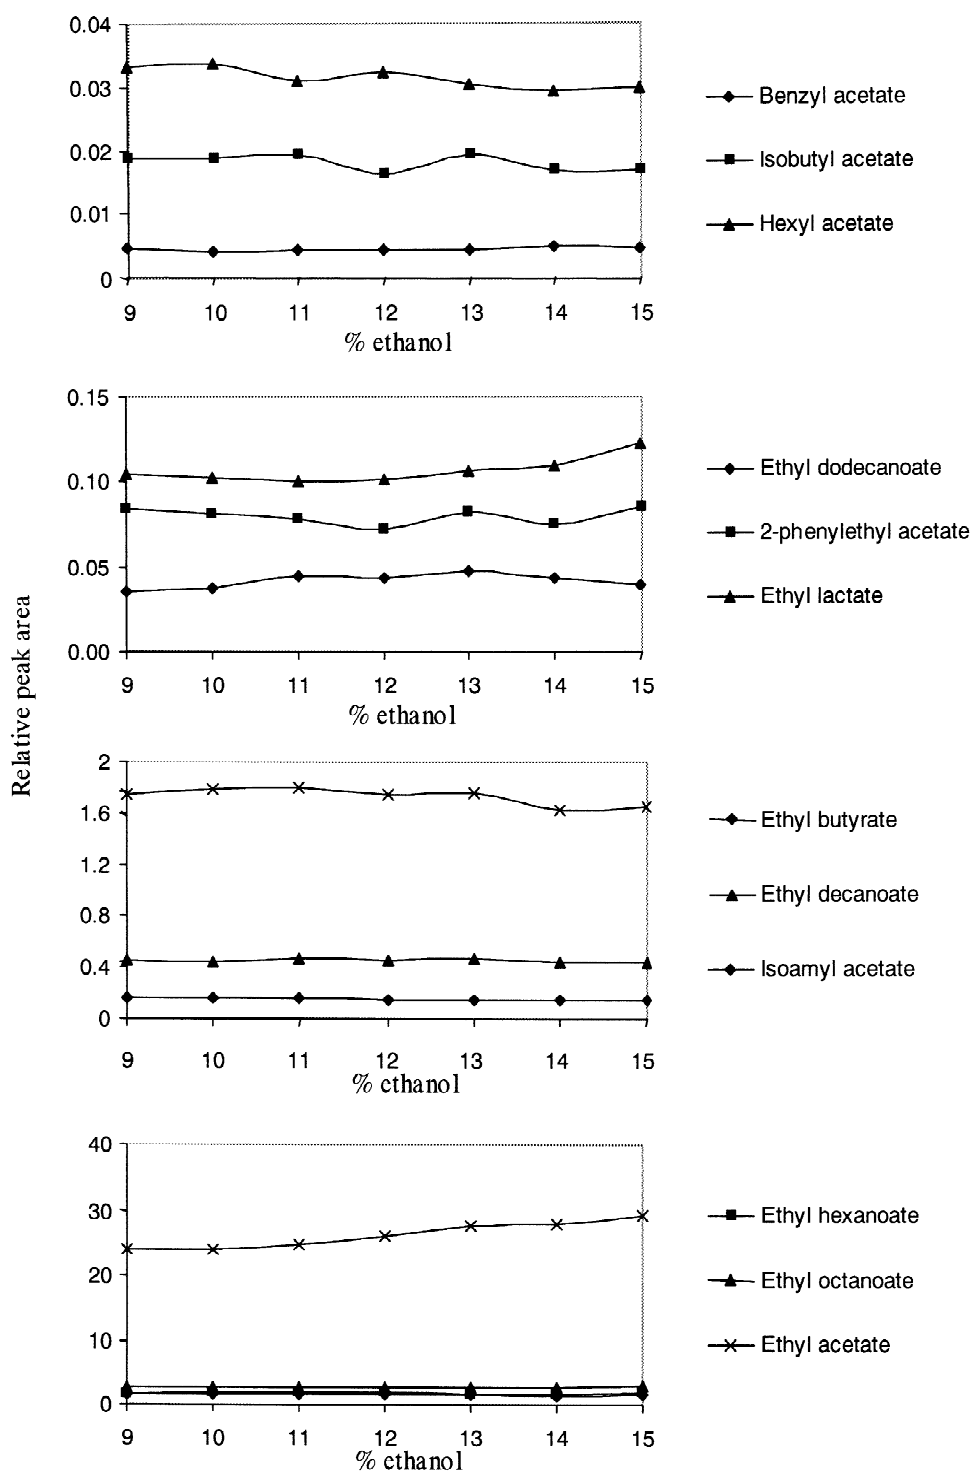 0.04
0.03
0.02
0.01
0
9 10 11 12 13 14 15
% ethanol
Benzyl acetate
Isobutyl acetate
Hexyl acetate
0.15
0.10
0.05
0.00
9 10 11 12 13 14 15
% ethanol
Ethyl dodecanoate
2-phenylethyl acetate
Ethyl lactate
Relative peak area
2
1.6
1.2
0.8
0.4
0
9 10 11 12 13 14 15
% ethanol
Ethyl butyrate
Ethyl decanoate
Isoamyl acetate
40
30
20
10
0
9 10 11 12 13 14 15
% ethanol
Ethyl hexanoate
Ethyl octanoate
Ethyl acetate